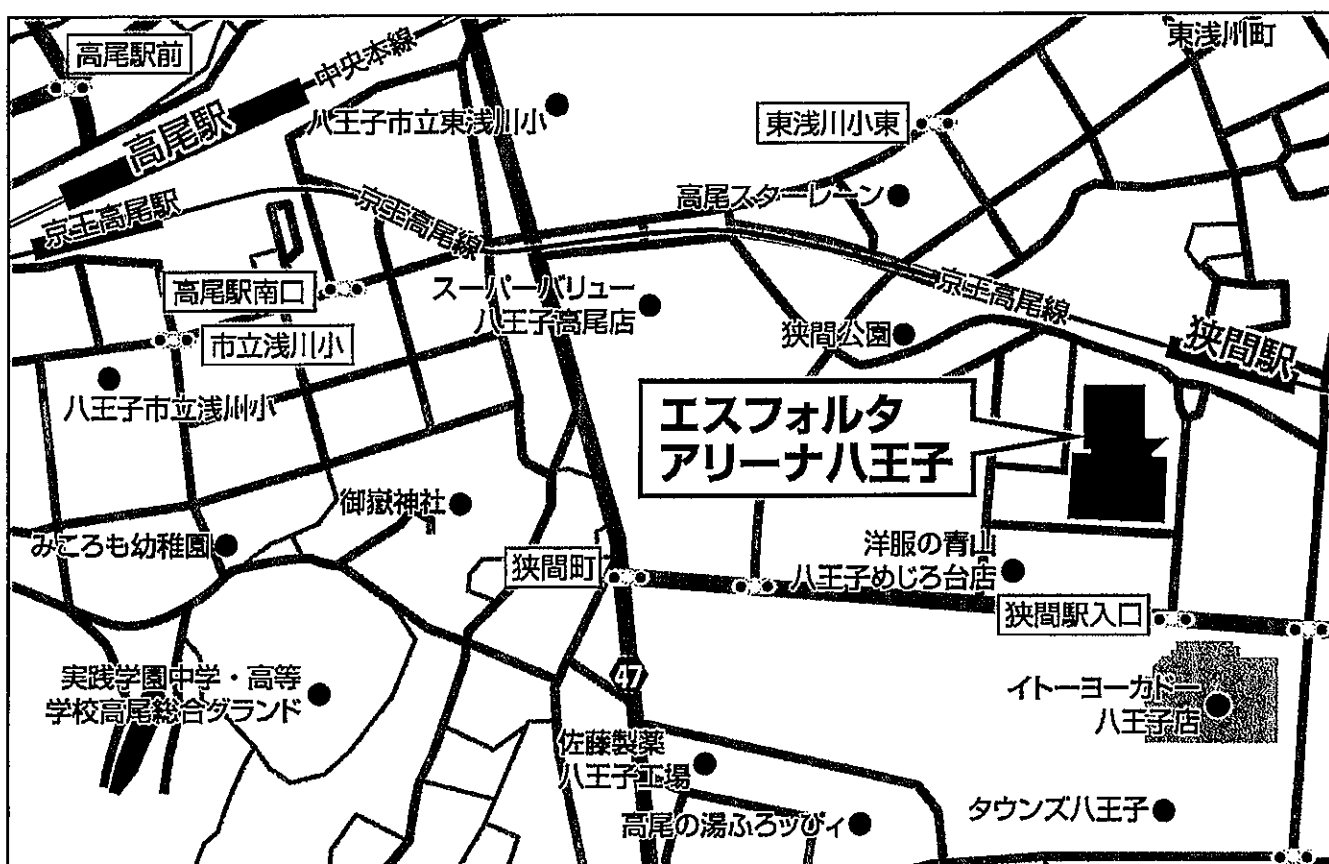 高尾駅前
中央本線
東浅川町
高尾駅
八王子市立東浅川小
東浅川小東
京王高尾駅
京王高尾線
高尾スターレーン
高尾駅南口
スーパーバリュー
八王子高尾店
京王高尾線
市立浅川小
狭間公園
狭間駅
八王子市立浅川小
エスフォルタ
アリーナ八王子
御嶽神社
みころも幼稚園
狭間町
洋服の青山
八王子めじろ台店
狭間駅入口
実践学園中学・高等
学校高尾総合グランド
47
イトーヨーカドー
八王子店
佐藤製薬
八王子工場
高尾の湯ふろッぴィ
タウンズ八王子